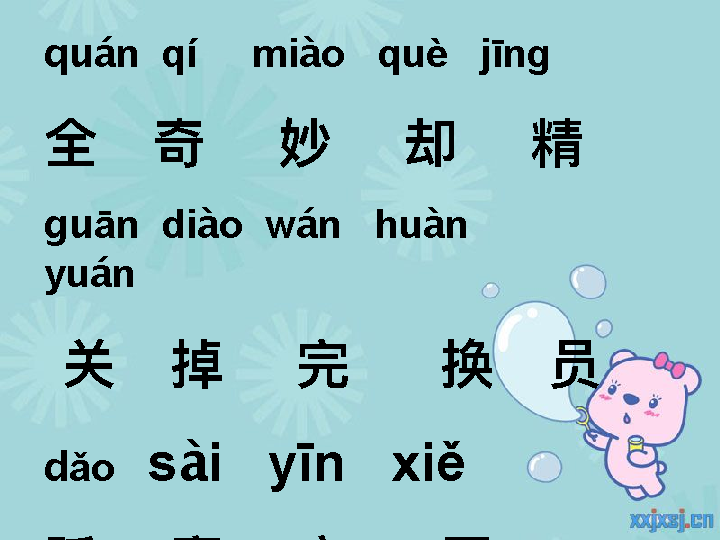 quán qí miào què jīng
全 奇 妙 却 精
guān diào wán huàn
yuán
关 掉 完 换 员
dǎo sài yīn xiě
xxjxsj.cn